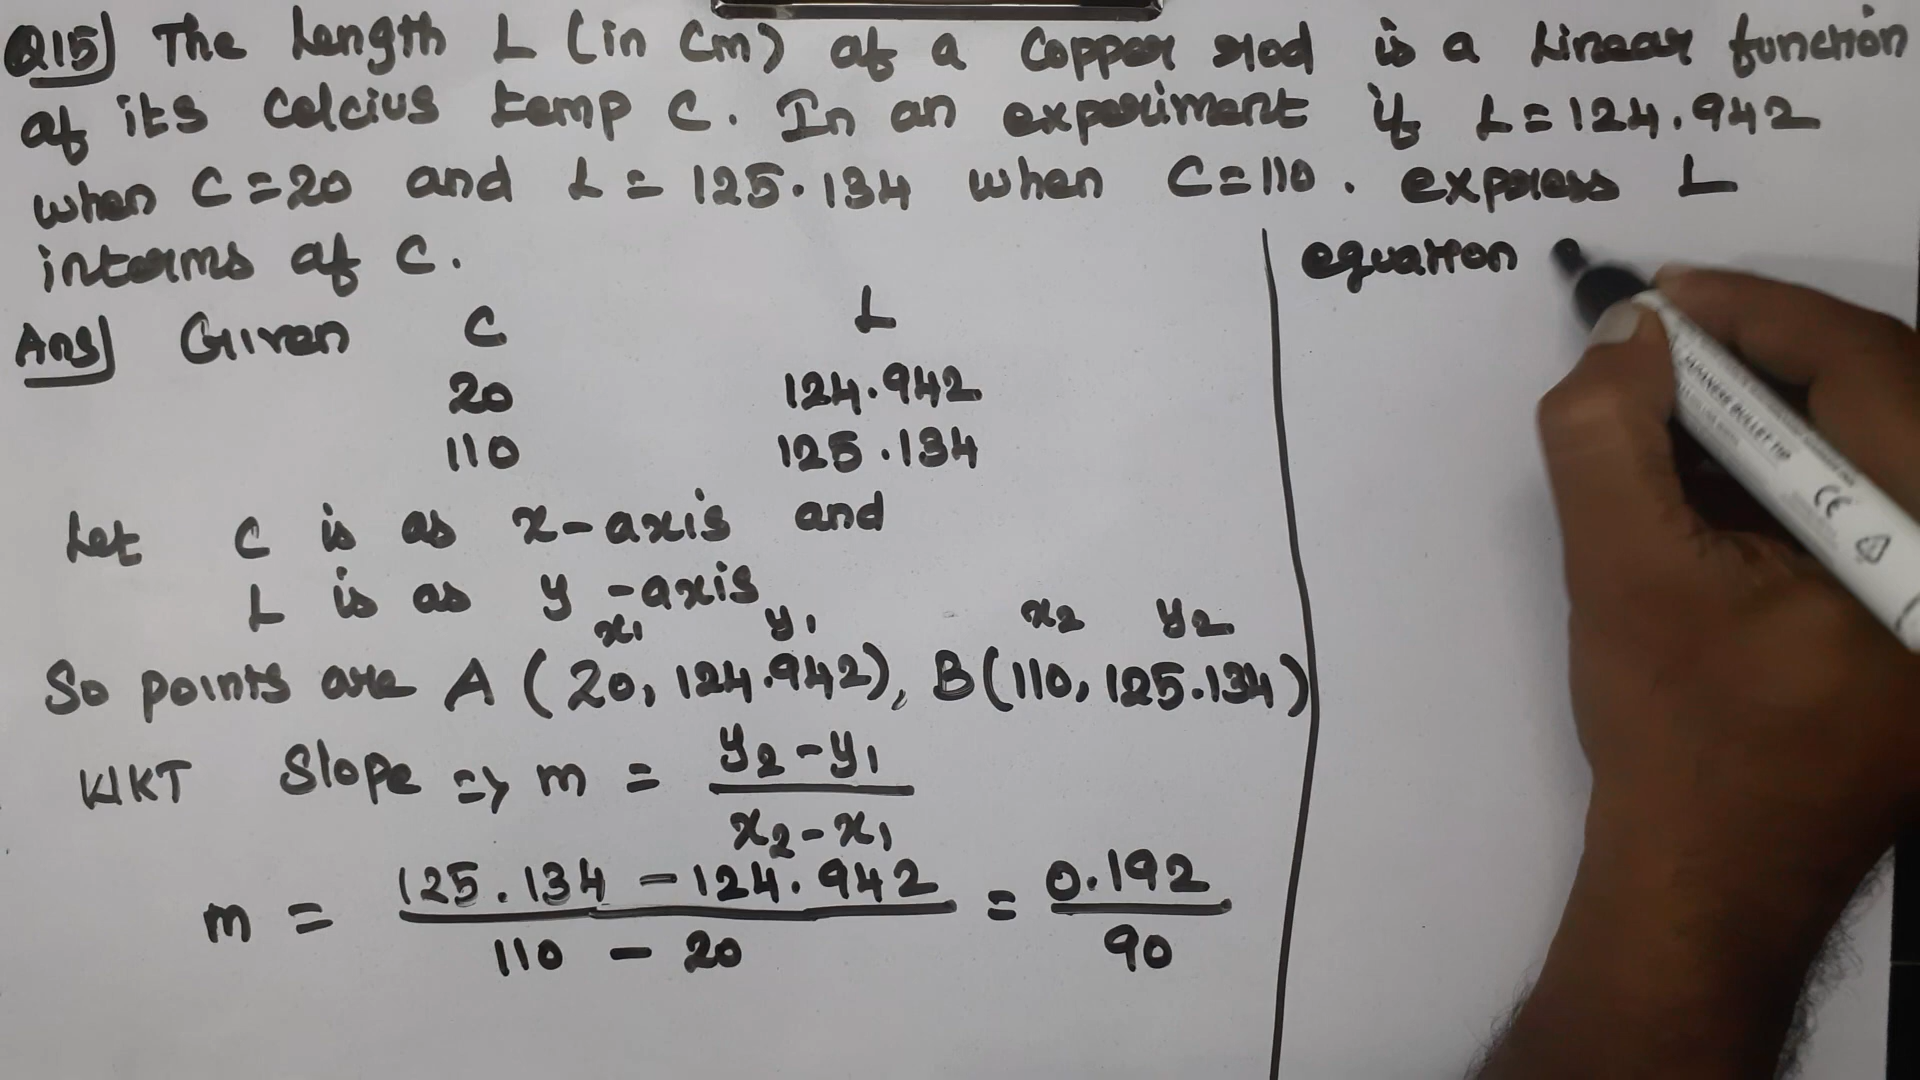 Q15) The Length L (in Cm) of a Copper rod is a Linear function
of its Celcius temp C. In an experiment if L = 124.942
when C = 20 and L = 125.134 when C = 110. express L
interms of C.
Ans) Given C L
20 124.942
110 125.134
Let C is as x-axis and
L is as y-axis
x1 y1 x2 y2
So points are A (20, 124.942), B(110, 125.134)
WKT Slope => m = y2-y1 / x2-x1
m = 125.134 - 124.942 / 110 - 20 = 0.192 / 90
equation
JAPANESE BULLET TIP
CE